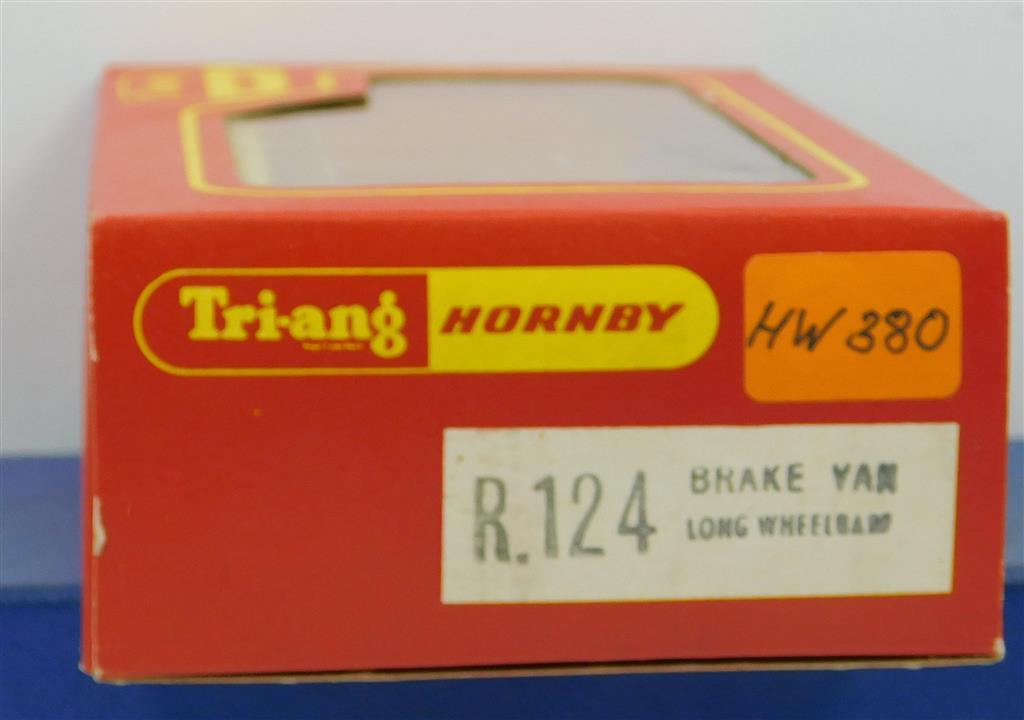 Tri-ang HORNBY
HW 380
R.124 BRAKE VAN
LONG WHEELBASE